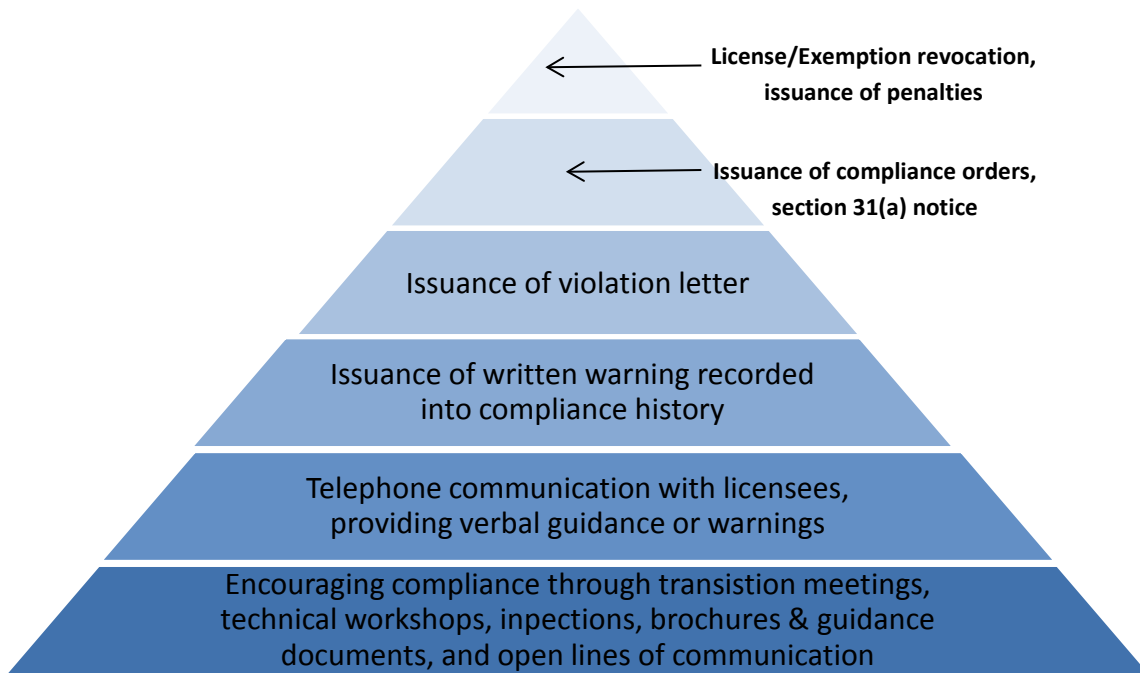 License/Exemption revocation,
issuance of penalties
Issuance of compliance orders,
section 31(a) notice
Issuance of violation letter
Issuance of written warning recorded
into compliance history
Telephone communication with licensees,
providing verbal guidance or warnings
Encouraging compliance through transistion meetings,
technical workshops, inpections, brochures & guidance
documents, and open lines of communication